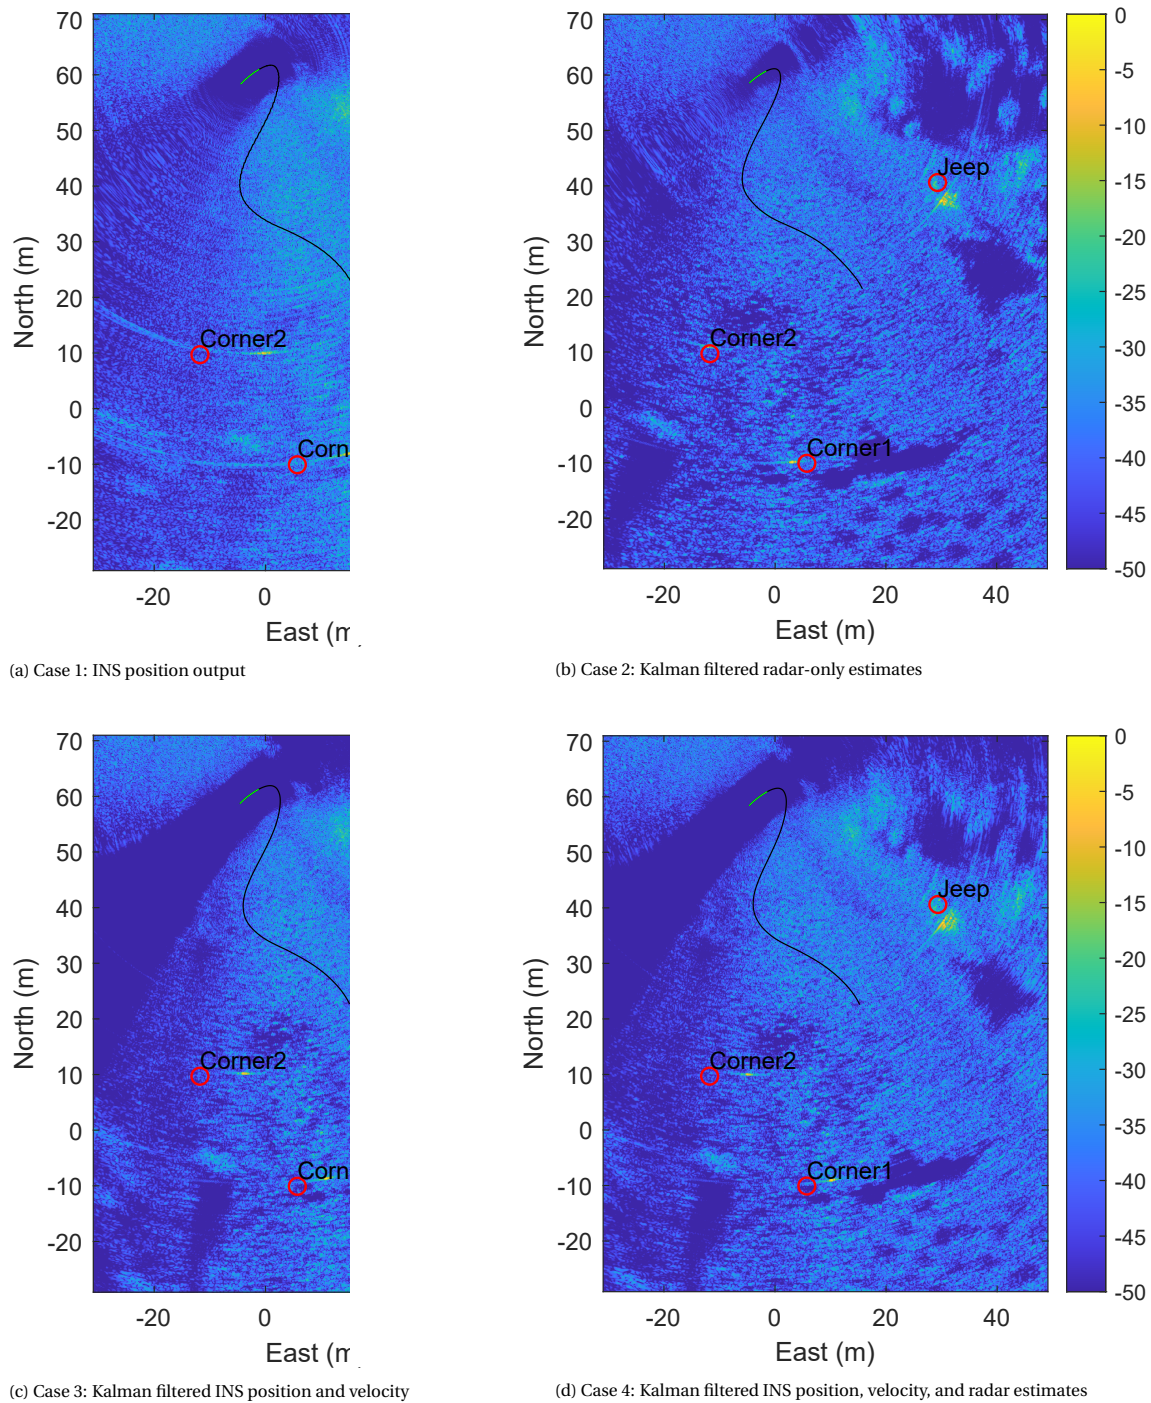 70
60
50
40
30
20
10
0
-10
-20
North (m)
Corner2
Corn
-20 0
East (m
(a) Case 1: INS position output
70
60
50
40
30
20
10
0
-10
-20
North (m)
Jeep
Corner2
Corner1
-20 0 20 40
East (m)
0
-5
-10
-15
-20
-25
-30
-35
-40
-45
-50
(b) Case 2: Kalman filtered radar-only estimates
70
60
50
40
30
20
10
0
-10
-20
North (m)
Corner2
Corn
-20 0
East (m
(c) Case 3: Kalman filtered INS position and velocity
70
60
50
40
30
20
10
0
-10
-20
North (m)
Jeep
Corner2
Corner1
-20 0 20 40
East (m)
0
-5
-10
-15
-20
-25
-30
-35
-40
-45
-50
(d) Case 4: Kalman filtered INS position, velocity, and radar estimates